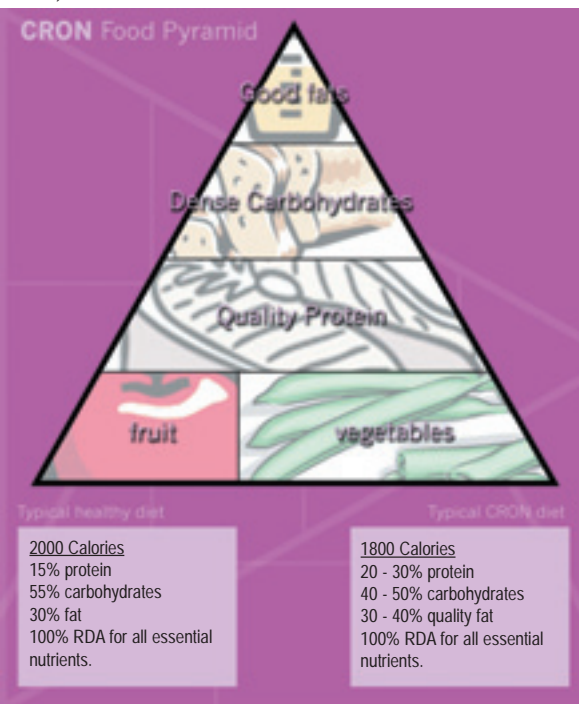 CRON Food Pyramid
Good fats
Dense Carbohydrates
Quality Protein
fruit
vegetables
Typical healthy diet
2000 Calories
15% protein
55% carbohydrates
30% fat
100% RDA for all essential
nutrients.
Typical CRON diet
1800 Calories
20 - 30% protein
40 - 50% carbohydrates
30 - 40% quality fat
100% RDA for all essential
nutrients.